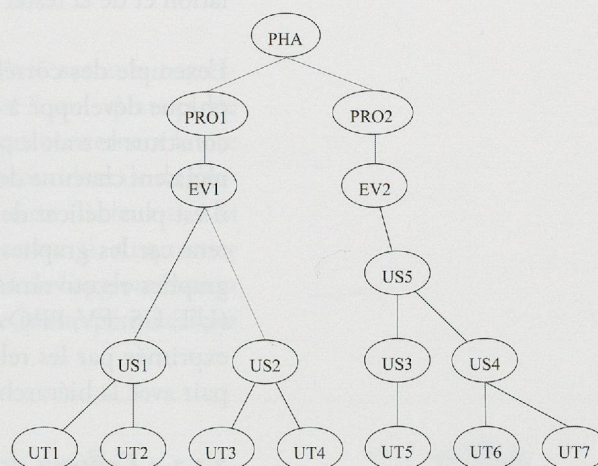 PHA
PRO1 PRO2
EV1 EV2
US5
US1 US2 US3 US4
UT1 UT2 UT3 UT4 UT5 UT6 UT7